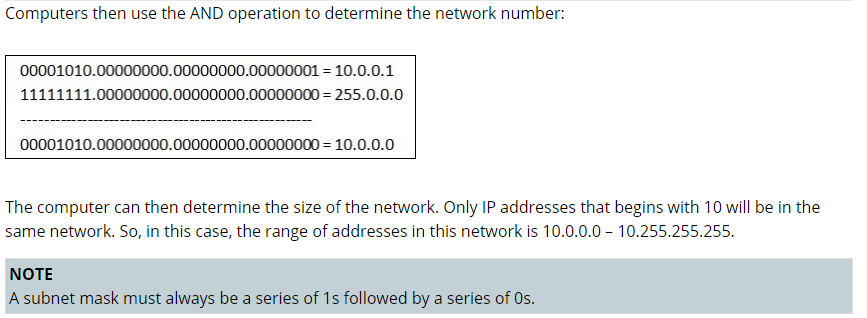 Computers then use the AND operation to determine the network number:
00001010.00000000.00000000.00000001 = 10.0.0.1
11111111.00000000.00000000.00000000 = 255.0.0.0
-----------------------------------------------------------
00001010.00000000.00000000.00000000 = 10.0.0.0
The computer can then determine the size of the network. Only IP addresses that begins with 10 will be in the
same network. So, in this case, the range of addresses in this network is 10.0.0.0 – 10.255.255.255.
NOTE
A subnet mask must always be a series of 1s followed by a series of 0s.